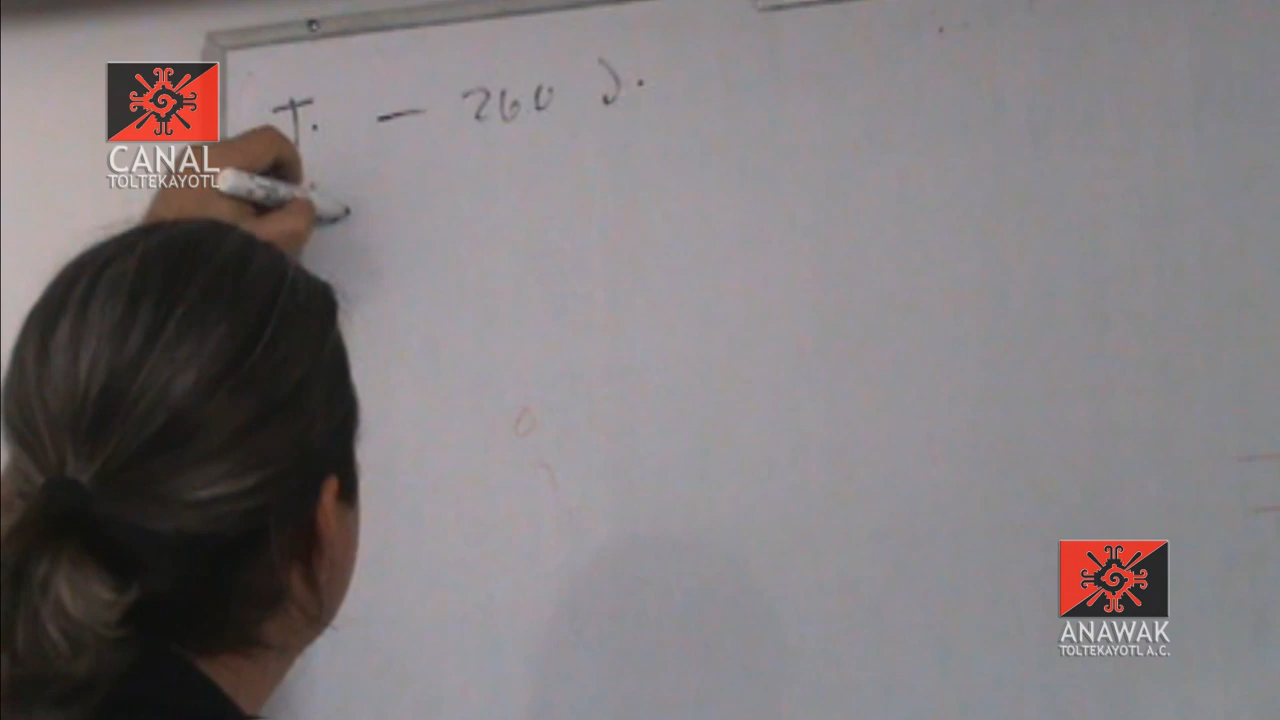 T. — 260 d.
CANAL
TOLTEKAYOTL
ANAWAK
TOLTEKAYOTL A.C.